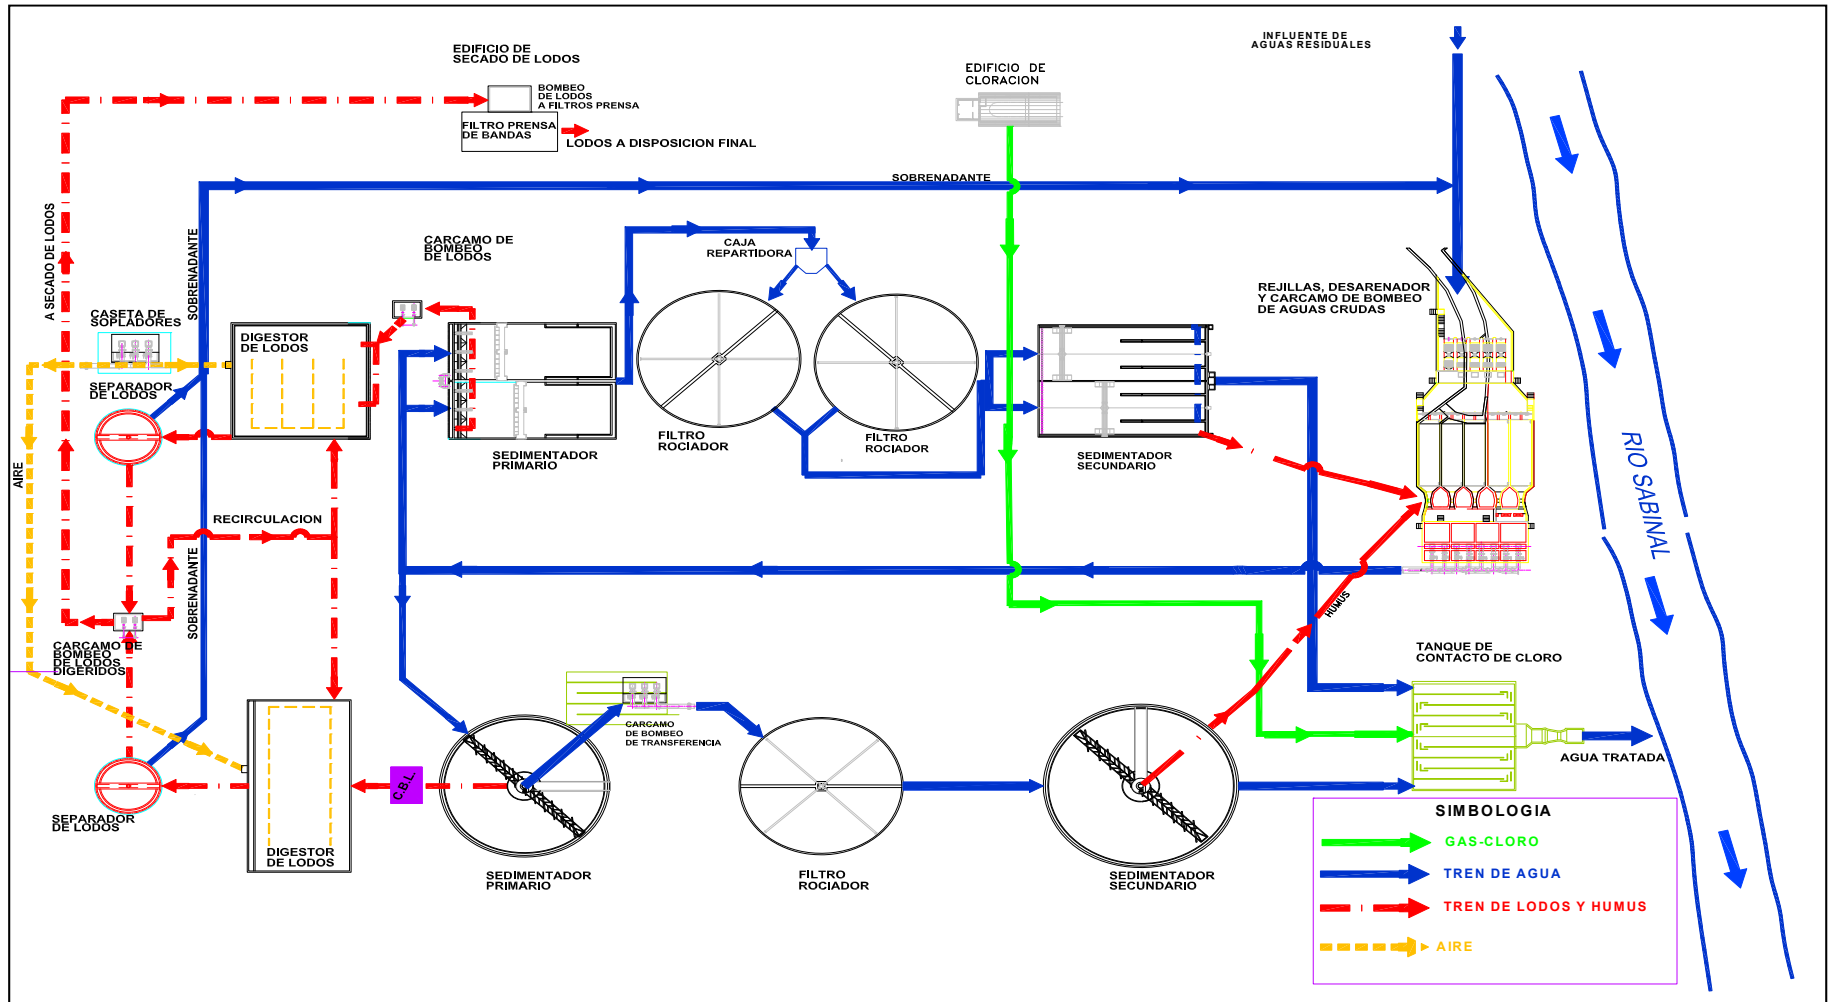 INFLUENTE DE
AGUAS RESIDUALES
EDIFICIO DE
SECADO DE LODOS
EDIFICIO DE
CLORACION
BOMBEO
DE LODOS
A FILTROS PRENSA
FILTRO PRENSA
DE BANDAS
LODOS A DISPOSICION FINAL
SOBRENADANTE
A SECADO DE LODOS
SOBRENADANTE
CARCAMO DE
BOMBEO
DE LODOS
CAJA
REPARTIDORA
REJILLAS, DESARENADOR
Y CARCAMO DE BOMBEO
DE AGUAS CRUDAS
CASETA DE
SOPLADORES
DIGESTOR
DE LODOS
SEPARADOR
DE LODOS
FILTRO
ROCIADOR
FILTRO
ROCIADOR
SEDIMENTADOR
PRIMARIO
SEDIMENTADOR
SECUNDARIO
AIRE
RIO SABINAL
RECIRCULACION
SOBRENADANTE
HUMUS
CARCAMO DE
BOMBEO
DE LODOS
DIGERIDOS
TANQUE DE
CONTACTO DE CLORO
CARCAMO
DE BOMBEO
DE TRANSFERENCIA
AGUA TRATADA
C.B.L.
SEPARADOR
DE LODOS
DIGESTOR
DE LODOS
SEDIMENTADOR
PRIMARIO
FILTRO
ROCIADOR
SEDIMENTADOR
SECUNDARIO
SIMBOLOGIA
GAS-CLORO
TREN DE AGUA
TREN DE LODOS Y HUMUS
AIRE